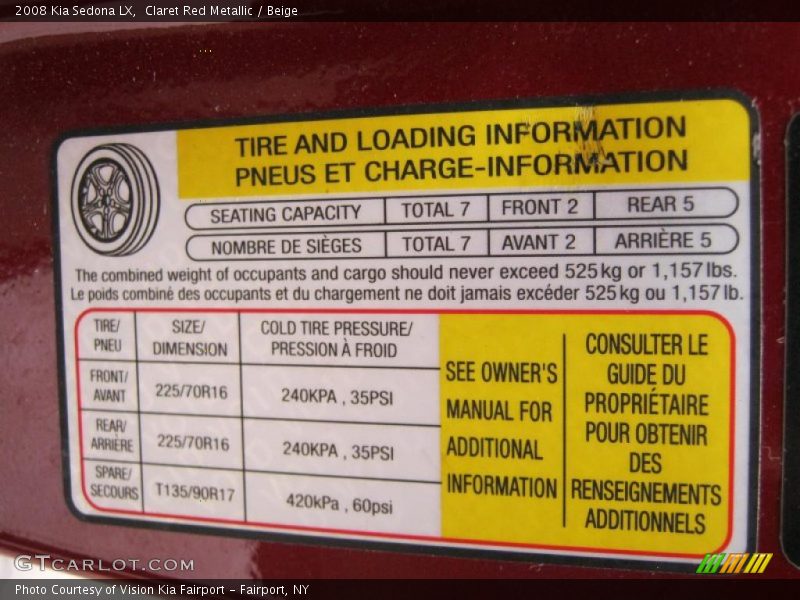 2008 Kia Sedona LX,  Claret Red Metallic / Beige
TIRE AND LOADING INFORMATION
PNEUS ET CHARGE-INFORMATION
SEATING CAPACITY TOTAL 7 FRONT 2 REAR 5
NOMBRE DE SIÈGES TOTAL 7 AVANT 2 ARRIÈRE 5
The combined weight of occupants and cargo should never exceed 525kg or 1,157lbs.
Le poids combiné des occupants et du chargement ne doit jamais excéder 525kg ou 1,157lb.
TIRE/
PNEU
SIZE/
DIMENSION
COLD TIRE PRESSURE/
PRESSION À FROID
FRONT/
AVANT
225/70R16
240KPA , 35PSI
REAR/
ARRIÈRE
225/70R16
240KPA , 35PSI
SPARE/
SECOURS
T135/90R17
420kPa , 60psi
SEE OWNER'S
MANUAL FOR
ADDITIONAL
INFORMATION
CONSULTER LE
GUIDE DU
PROPRIÉTAIRE
POUR OBTENIR
DES
RENSEIGNEMENTS
ADDITIONNELS
GTCARLOT.COM
Photo Courtesy of Vision Kia Fairport – Fairport, NY